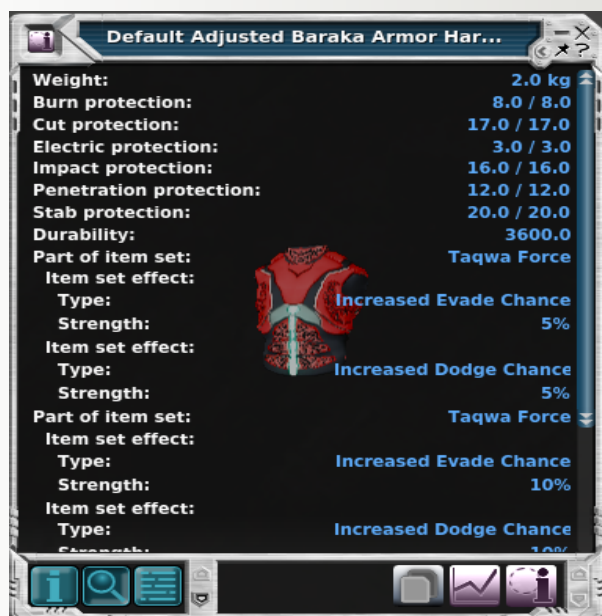 Default Adjusted Baraka Armor Har...
Weight: 2.0 kg
Burn protection: 8.0 / 8.0
Cut protection: 17.0 / 17.0
Electric protection: 3.0 / 3.0
Impact protection: 16.0 / 16.0
Penetration protection: 12.0 / 12.0
Stab protection: 20.0 / 20.0
Durability: 3600.0
Part of item set: Taqwa Force
Item set effect:
Type: Increased Evade Chance
Strength: 5%
Item set effect:
Type: Increased Dodge Chance
Strength: 5%
Part of item set: Taqwa Force
Item set effect:
Type: Increased Evade Chance
Strength: 10%
Item set effect:
Type: Increased Dodge Chance
Strength: 10%